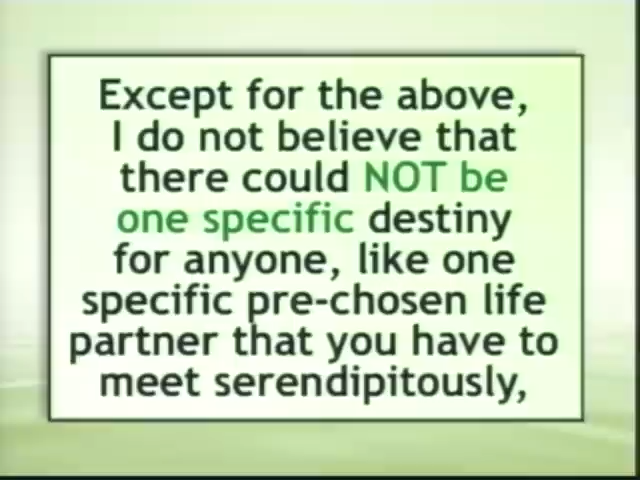 Except for the above,
I do not believe that
there could NOT be
one specific destiny
for anyone, like one
specific pre-chosen life
partner that you have to
meet serendipitously,